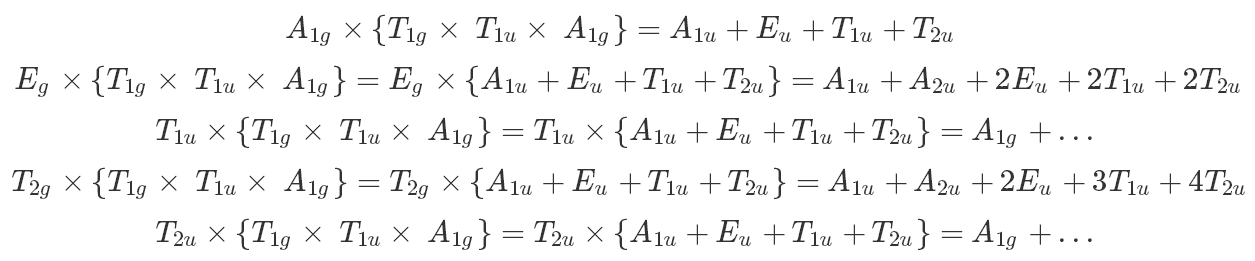 A_{1g} × {T_{1g} × T_{1u} × A_{1g}} = A_{1u} + E_u + T_{1u} + T_{2u}
E_g × {T_{1g} × T_{1u} × A_{1g}} = E_g × {A_{1u} + E_u + T_{1u} + T_{2u}} = A_{1u} + A_{2u} + 2E_u + 2T_{1u} + 2T_{2u}
T_{1u} × {T_{1g} × T_{1u} × A_{1g}} = T_{1u} × {A_{1u} + E_u + T_{1u} + T_{2u}} = A_{1g} + …
T_{2g} × {T_{1g} × T_{1u} × A_{1g}} = T_{2g} × {A_{1u} + E_u + T_{1u} + T_{2u}} = A_{1u} + A_{2u} + 2E_u + 3T_{1u} + 4T_{2u}
T_{2u} × {T_{1g} × T_{1u} × A_{1g}} = T_{2u} × {A_{1u} + E_u + T_{1u} + T_{2u}} = A_{1g} + …